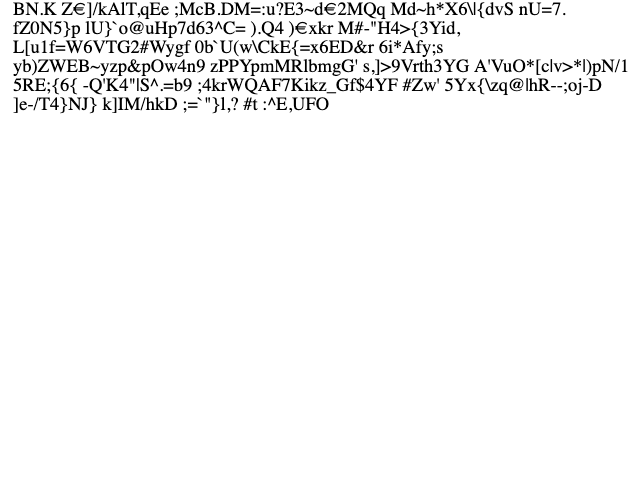 BN.K Z€]/kAlT,qEe ;McB.DM=:u?E3~d€2MQq Md~h*X6\l{dvS nU=7.
fZ0N5}p lU}`o@uHp7d63^C= ).Q4 )€xkr M#-"H4>{3Yid,
L[u1f=W6VTG2#Wygf 0b`U(w\CkE{=x6ED&r 6i*Afy;s
yb)ZWEB~yzp&pOw4n9 zPPYpmMRlbmgG' s,]>9Vrth3YG A'VuO*[c|v>*|)pN/1
5RE;{6{ -Q'K4"|S^.=b9 ;4krWQAF7Kikz_Gf$4YF #Zw' 5Yx{\zq@|hR--;oj-D
]e-/T4}NJ} k]IM/hkD ;=`"}l,? #t :^E,UFO